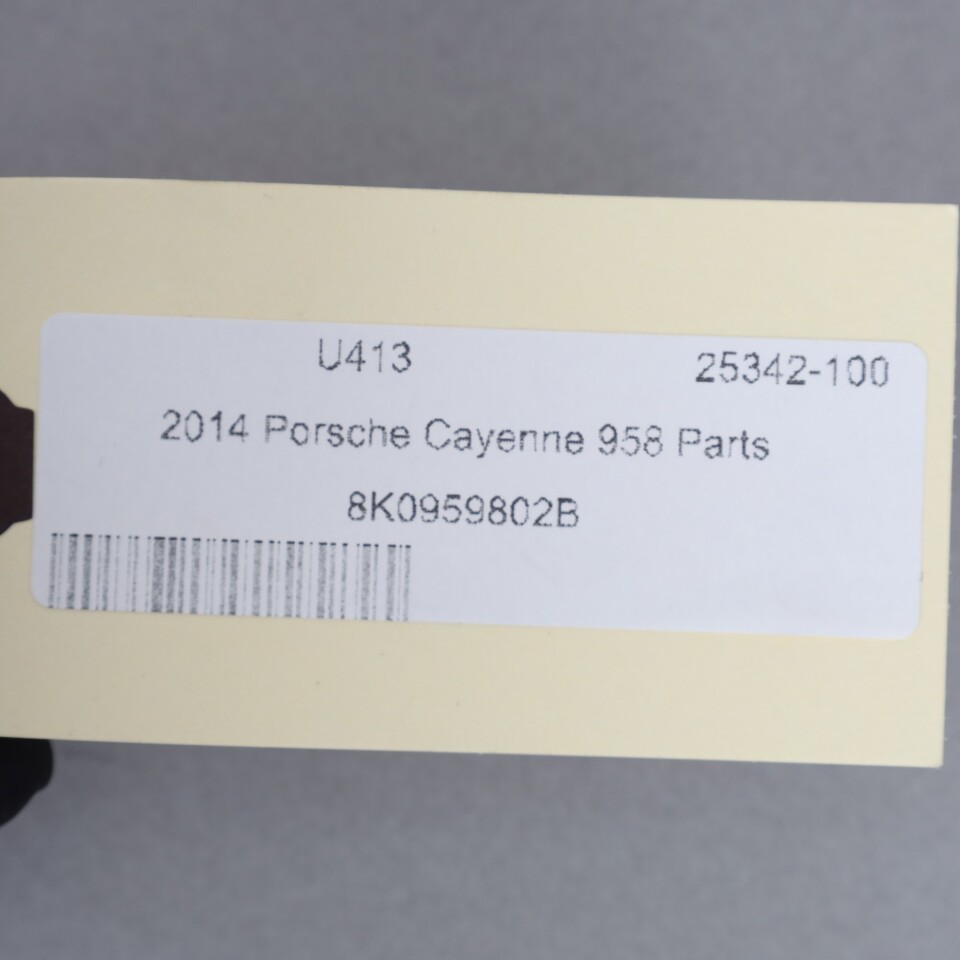 U413 25342-100
2014 Porsche Cayenne 958 Parts
8K0959802B